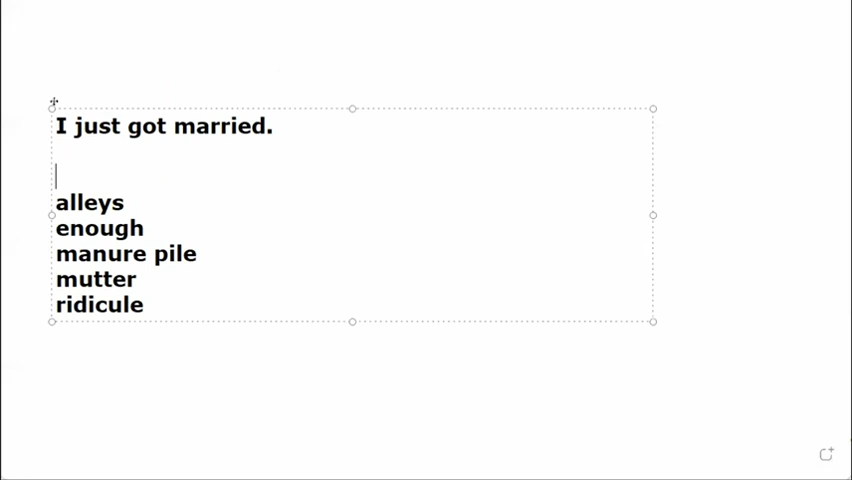 I just got married.
alleys
enough
manure pile
mutter
ridicule